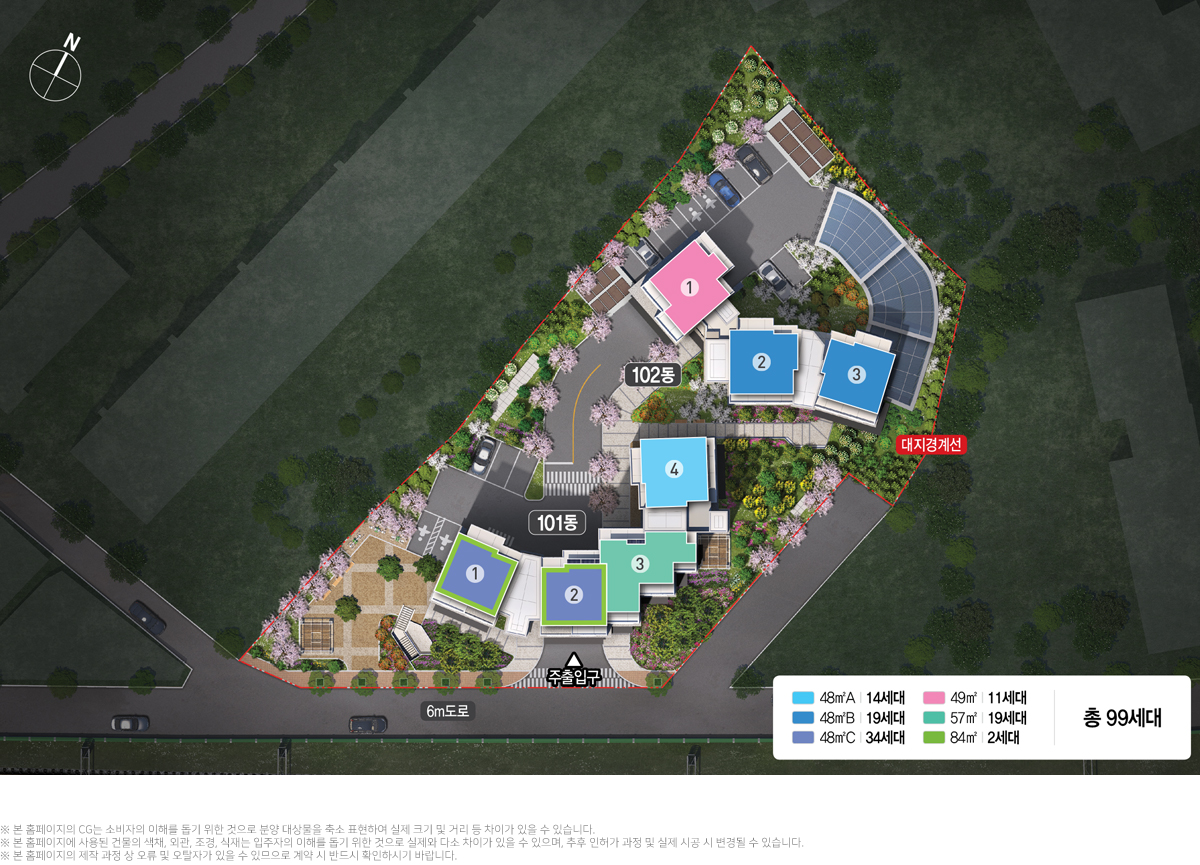 N
1
2
3
102동
대지경계선
4
101동
3
1
2
주출입구
6m도로
48㎡A 14세대 49㎡ 11세대
48㎡B 19세대 57㎡ 19세대
48㎡C 34세대 84㎡ 2세대
총 99세대
※ 본 홈페이지의 CG는 소비자의 이해를 돕기 위한 것으로 분양 대상물을 축소 표현하여 실제 크기 및 거리 등 차이가 있을 수 있습니다.
※ 본 홈페이지에 사용된 건물의 색채, 외관, 조경, 식재는 입주자의 이해를 돕기 위한 것으로 실제와 다소 차이가 있을 수 있으며, 추후 인허가 과정 및 실제 시공 시 변경될 수 있습니다.
※ 본 홈페이지의 제작 과정 상 오류 및 오탈자가 있을 수 있으므로 계약 시 반드시 확인하시기 바랍니다.